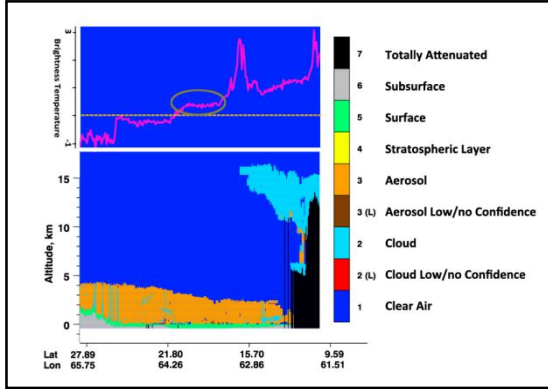 3
Brightness Temperature
-1
15
10
5
0
Altitude, km
Lat 27.89 21.80 15.70 9.59
Lon 65.75 64.26 62.86 61.51
7 Totally Attenuated
6 Subsurface
5 Surface
4 Stratospheric Layer
3 Aerosol
3 (L) Aerosol Low/no Confidence
2 Cloud
2 (L) Cloud Low/no Confidence
1 Clear Air